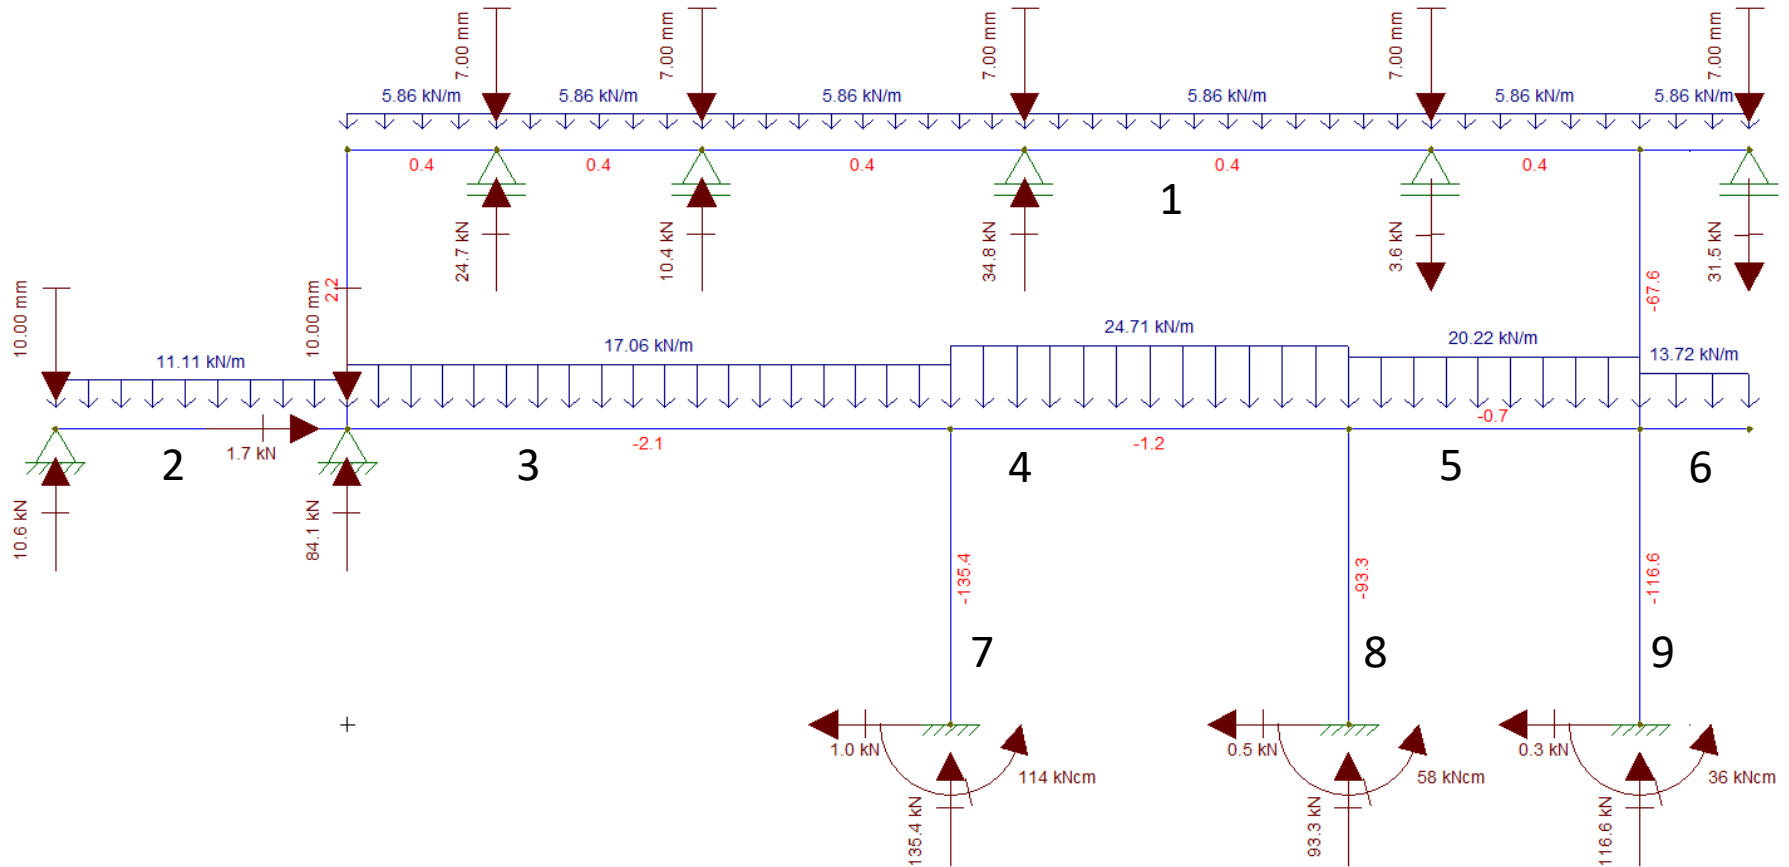 7.00 mm
7.00 mm
7.00 mm
7.00 mm
7.00 mm
5.86 kN/m
5.86 kN/m
5.86 kN/m
5.86 kN/m
5.86 kN/m
5.86 kN/m
0.4
0.4
0.4
0.4
0.4
1
24.7 kN
10.4 kN
34.8 kN
3.6 kN
31.5 kN
10.00 mm
10.00 mm
2.2
-67.6
11.11 kN/m
17.06 kN/m
24.71 kN/m
20.22 kN/m
13.72 kN/m
1.7 kN
-2.1
-1.2
-0.7
2
3
4
5
6
10.6 kN
84.1 kN
-135.4
-93.3
-116.6
7
8
9
1.0 kN
114 kNcm
0.5 kN
58 kNcm
0.3 kN
36 kNcm
135.4 kN
93.3 kN
116.6 kN